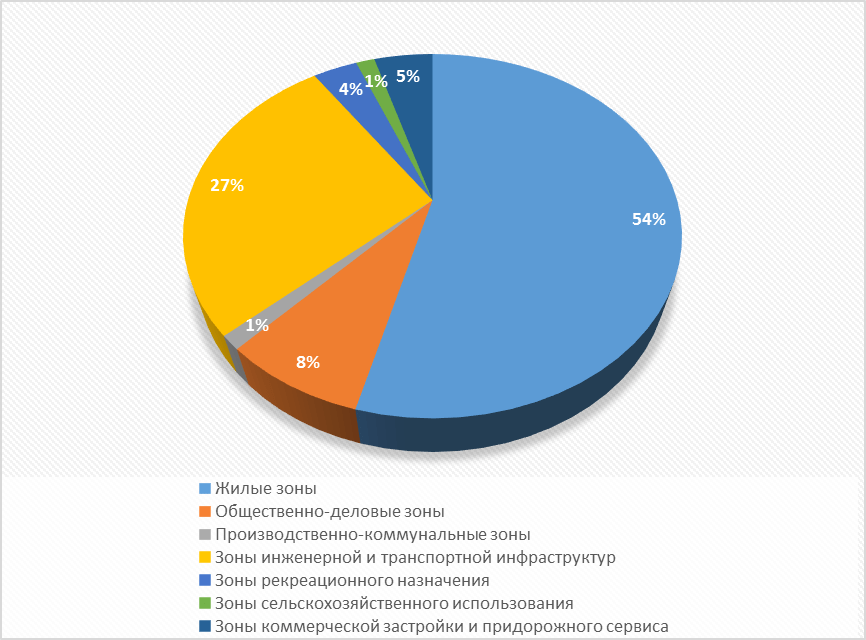 5%
1%
4%
27%
54%
1%
8%
Жилые зоны
Общественно-деловые зоны
Производственно-коммунальные зоны
Зоны инженерной и транспортной инфраструктур
Зоны рекреационного назначения
Зоны сельскохозяйственного использования
Зоны коммерческой застройки и придорожного сервиса